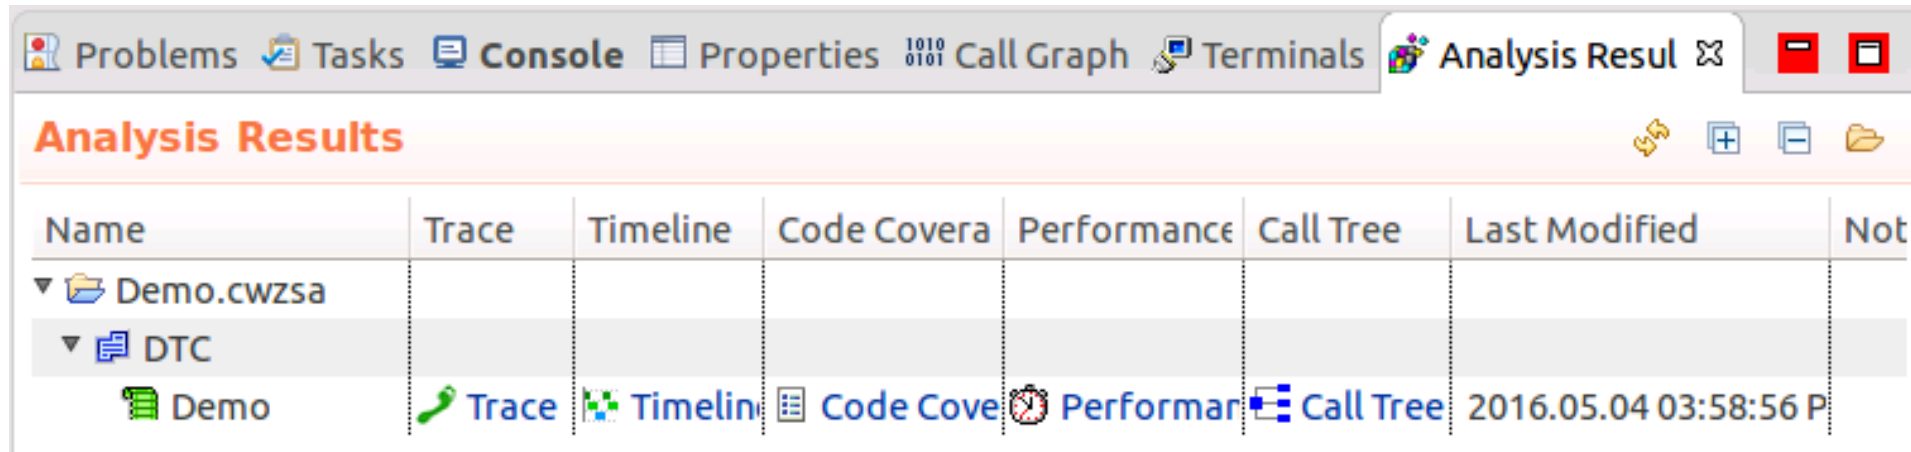 Problems Tasks Console Properties Call Graph Terminals Analysis Resul
Analysis Results
Name Trace Timeline Code Covera Performance Call Tree Last Modified Not
Demo.cwzsa
DTC
Demo Trace Timelin Code Cove Performar Call Tree 2016.05.04 03:58:56 P